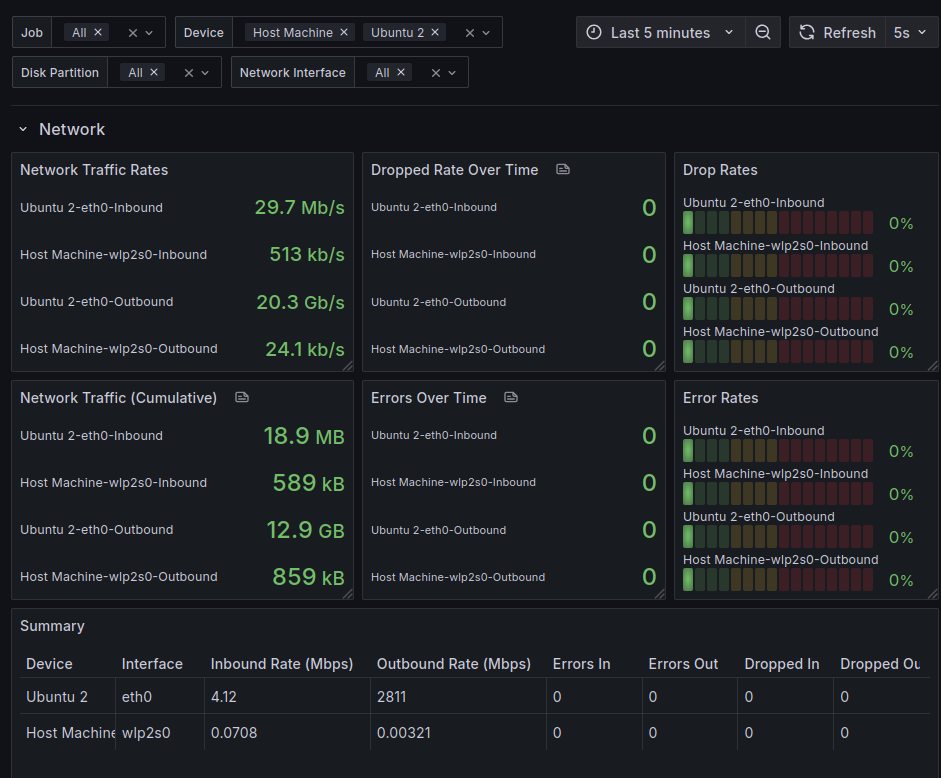 Job All Device Host Machine Ubuntu 2 Last 5 minutes Refresh 5s
Disk Partition All Network Interface All
Network
Network Traffic Rates
Ubuntu 2-eth0-Inbound 29.7 Mb/s
Host Machine-wlp2s0-Inbound 513 kb/s
Ubuntu 2-eth0-Outbound 20.3 Gb/s
Host Machine-wlp2s0-Outbound 24.1 kb/s
Dropped Rate Over Time
Ubuntu 2-eth0-Inbound 0
Host Machine-wlp2s0-Inbound 0
Ubuntu 2-eth0-Outbound 0
Host Machine-wlp2s0-Outbound 0
Drop Rates
Ubuntu 2-eth0-Inbound
0%
Host Machine-wlp2s0-Inbound
0%
Ubuntu 2-eth0-Outbound
0%
Host Machine-wlp2s0-Outbound
0%
Network Traffic (Cumulative)
Ubuntu 2-eth0-Inbound 18.9 MB
Host Machine-wlp2s0-Inbound 589 kB
Ubuntu 2-eth0-Outbound 12.9 GB
Host Machine-wlp2s0-Outbound 859 kB
Errors Over Time
Ubuntu 2-eth0-Inbound 0
Host Machine-wlp2s0-Inbound 0
Ubuntu 2-eth0-Outbound 0
Host Machine-wlp2s0-Outbound 0
Error Rates
Ubuntu 2-eth0-Inbound
0%
Host Machine-wlp2s0-Inbound
0%
Ubuntu 2-eth0-Outbound
0%
Host Machine-wlp2s0-Outbound
0%
Summary
Device Interface Inbound Rate (Mbps) Outbound Rate (Mbps) Errors In Errors Out Dropped In Dropped Ou
Ubuntu 2 eth0 4.12 2811 0 0 0 0
Host Machine wlp2s0 0.0708 0.00321 0 0 0 0